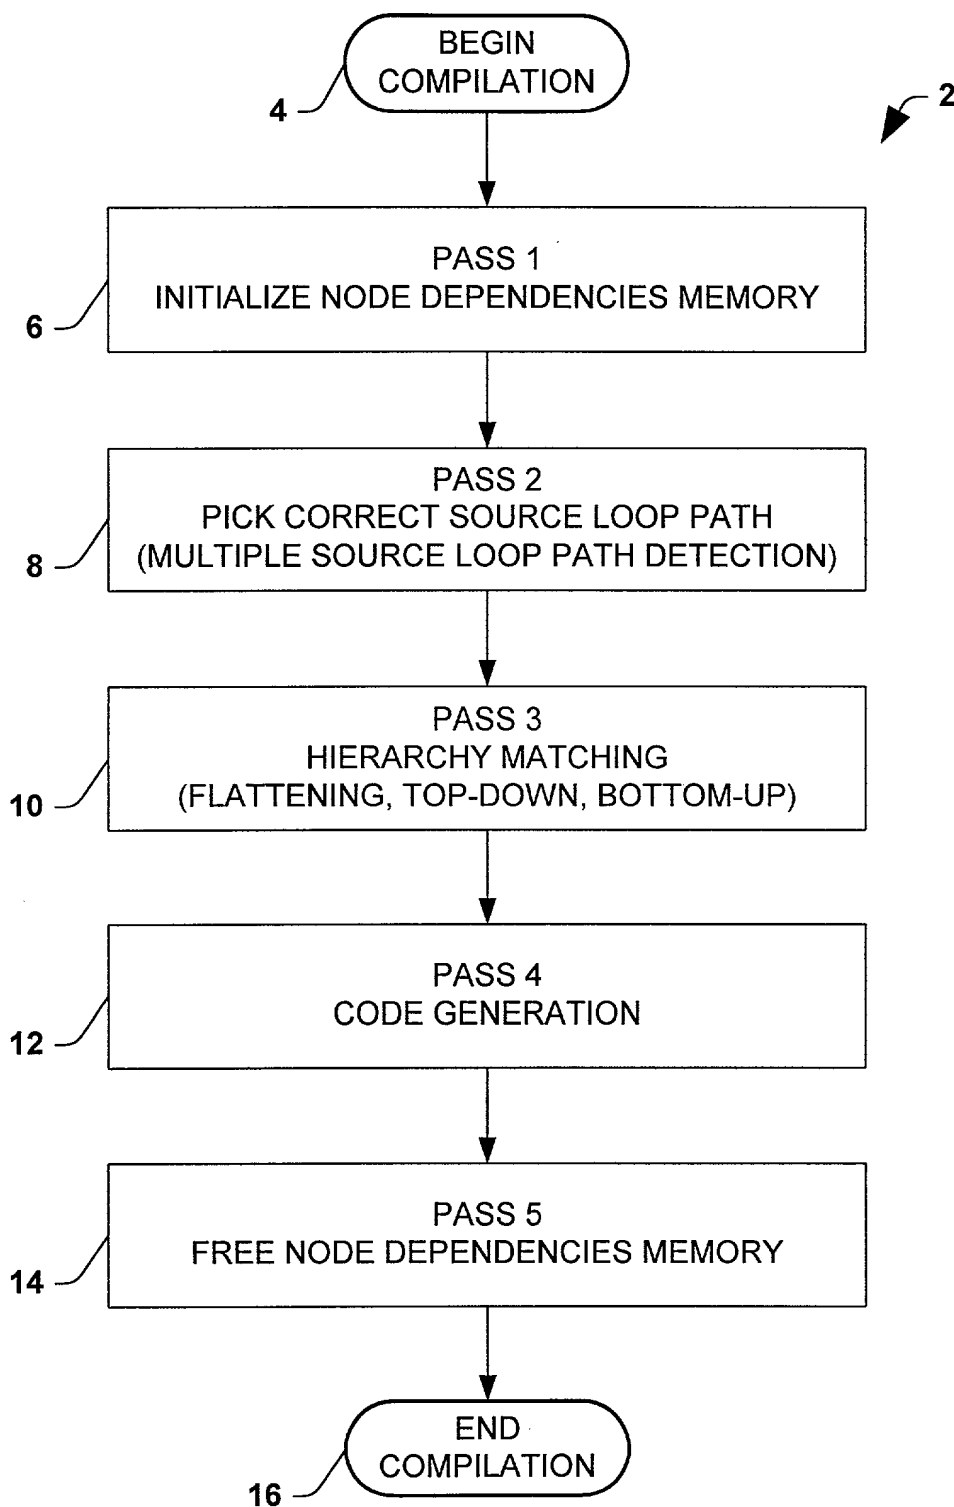 BEGIN
COMPILATION
4
2
PASS 1
INITIALIZE NODE DEPENDENCIES MEMORY
6
PASS 2
PICK CORRECT SOURCE LOOP PATH
(MULTIPLE SOURCE LOOP PATH DETECTION)
8
PASS 3
HIERARCHY MATCHING
(FLATTENING, TOP-DOWN, BOTTOM-UP)
10
PASS 4
CODE GENERATION
12
PASS 5
FREE NODE DEPENDENCIES MEMORY
14
END
COMPILATION
16